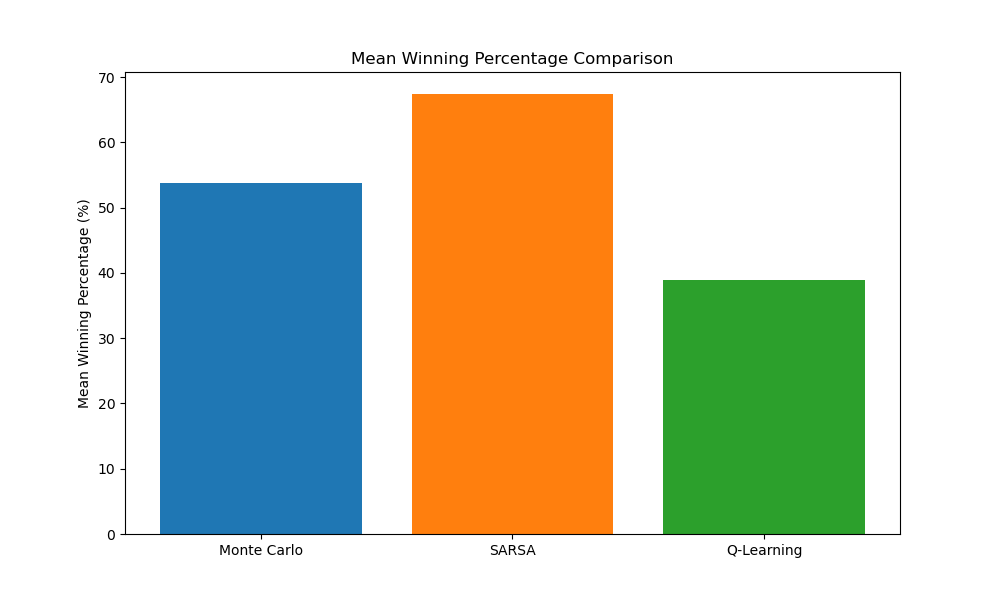 Mean Winning Percentage Comparison
Mean Winning Percentage (%)
70
60
50
40
30
20
10
0
Monte Carlo
SARSA
Q-Learning